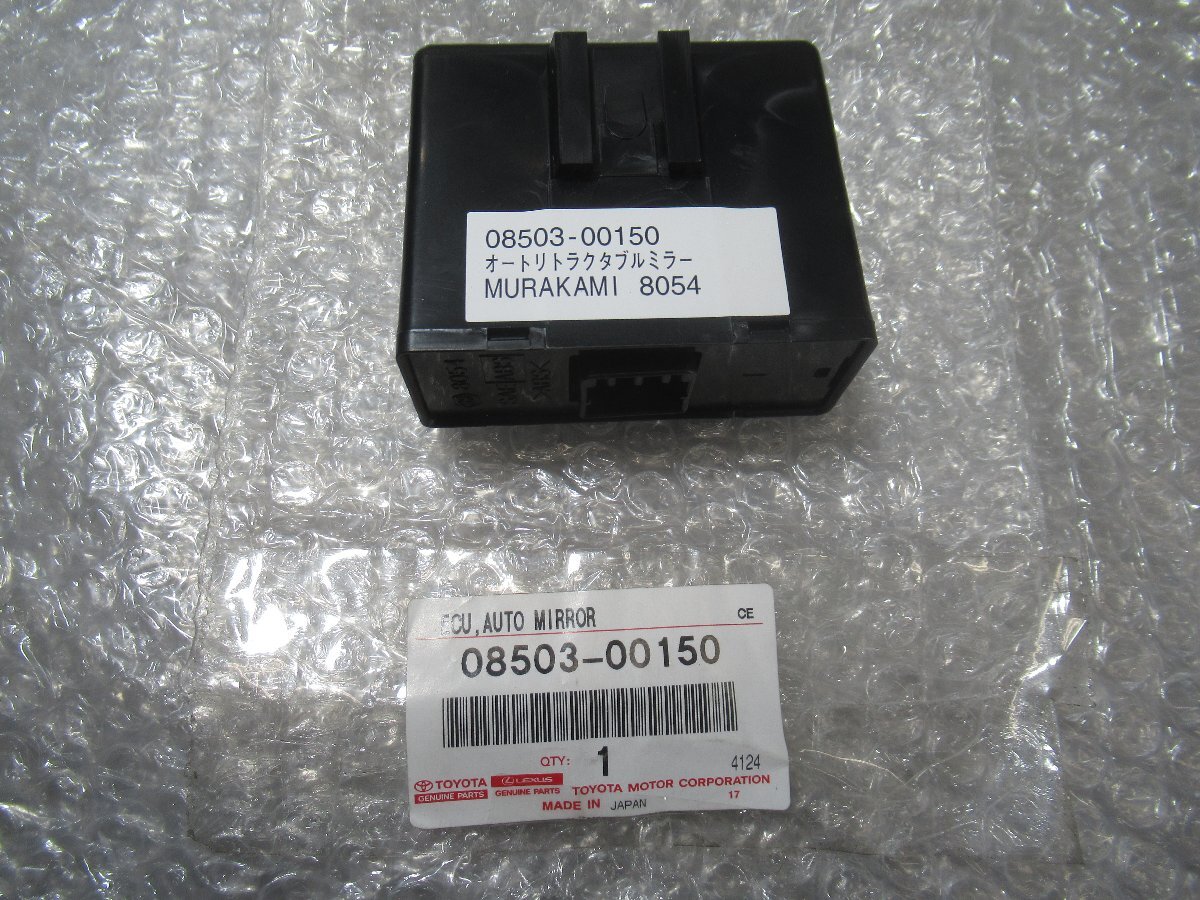 08503-00150
オートリトラクタブルミラー
MURAKAMI 8054
8054
ECU,AUTO MIRROR CE
08503-00150
QTY: 1 4124
TOYOTA LEXUS TOYOTA MOTOR CORPORATION
GENUINE PARTS GENUINE PARTS 17
MADE IN JAPAN